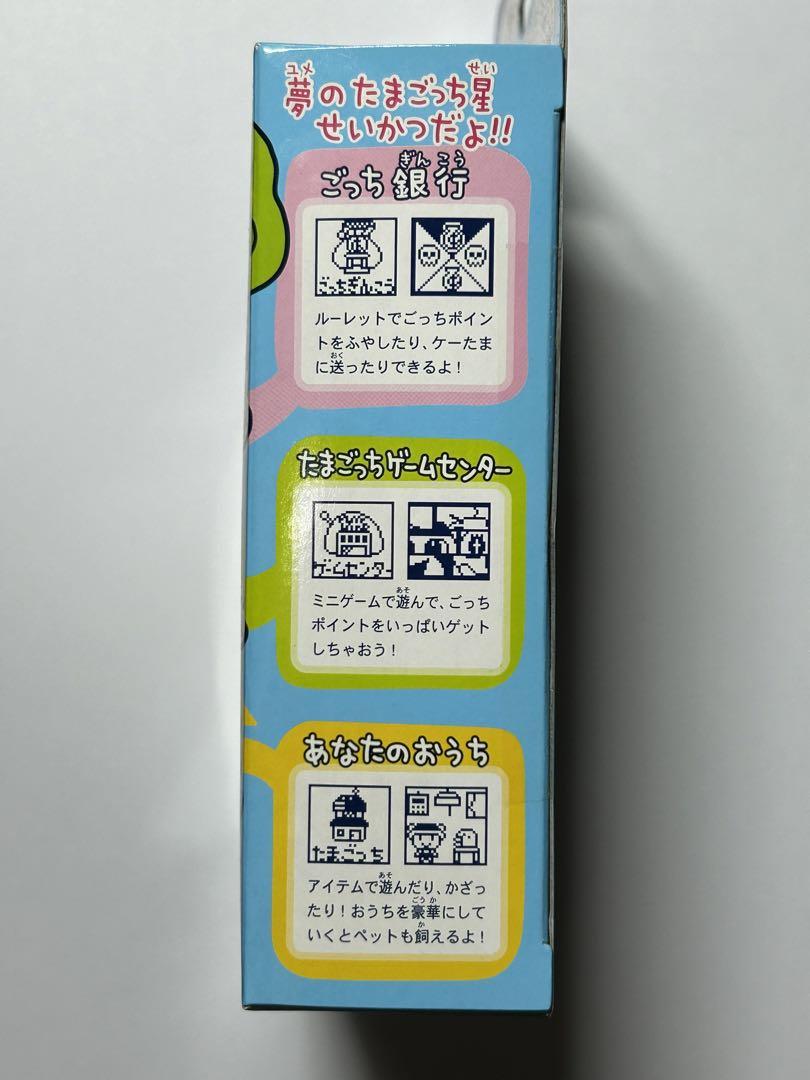 夢のたまごっち星
せいかつだよ!!
ごっち銀行
ごっちぎんこう
ルーレットでごっちポイン
トをふやしたり、ケーたま
に送ったりできるよ!
たまごっちゲームセンター
ゲームセンター
ミニゲームで遊んで、ごっち
ポイントをいっぱいゲット
しちゃおう!
あなたのおうち
たまごっち
アイテムで遊んだり、かざっ
たり!おうちを豪華にして
いくとペットも飼えるよ!